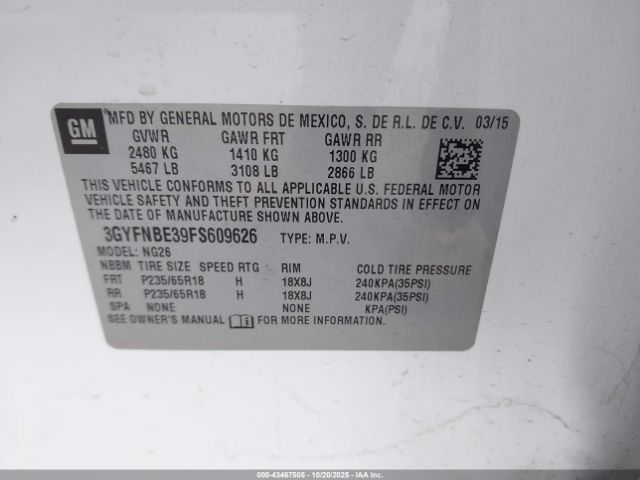 GM
MFD BY GENERAL MOTORS DE MEXICO, S. DE R.L. DE C.V. 03/15
GVWR GAWR FRT GAWR RR
2480 KG 1410 KG 1300 KG
5467 LB 3108 LB 2866 LB
THIS VEHICLE CONFORMS TO ALL APPLICABLE U.S. FEDERAL MOTOR
VEHICLE SAFETY AND THEFT PREVENTION STANDARDS IN EFFECT ON
THE DATE OF MANUFACTURE SHOWN ABOVE.
3GYFNBE39FS609626 TYPE: M.P.V.
MODEL: NG26
NBBM TIRE SIZE SPEED RTG RIM COLD TIRE PRESSURE
FRT P235/65R18 H 18X8J 240KPA(35PSI)
RR P235/65R18 H 18X8J 240KPA(35PSI)
SPA NONE NONE KPA(PSI)
SEE OWNER'S MANUAL FOR MORE INFORMATION.
000-43467505 - 10/20/2025 - COPYRIGHT IAA, LLC.